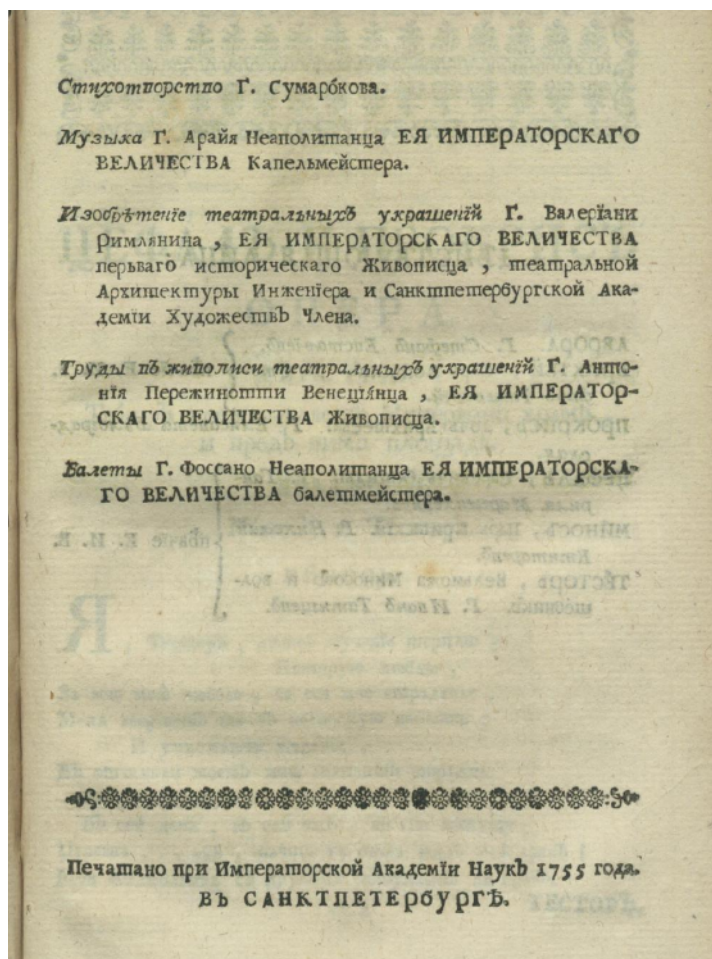 Стихотворство Г. Сумарокова.
Музыка Г. Арайя Неаполитанца ЕЯ ИМПЕРАТОРСКАГО
ВЕЛИЧЕСТВА Капельмейстера.
Изобрѣтенїе театральныхъ украшенїй Г. Валерїани
Римлянина , ЕЯ ИМПЕРАТОРСКАГО ВЕЛИЧЕСТВА
перьваго историческаго Живописца , театральной
Архитектуры Инженїера и Санктпетербургской Ака-
демїи Художествъ Члена.
Труды въ живописи театральныхъ украшенїй Г. Анто-
нїя Пережинотти Венецїянца , ЕЯ ИМПЕРАТОР-
СКАГО ВЕЛИЧЕСТВА Живописца.
Балеты Г. Фоссано Неаполитанца ЕЯ ИМПЕРАТОРСКА-
ГО ВЕЛИЧЕСТВА балетмейстера.
Печатано при Императорской Академїи Наукъ 1755 года.
ВЪ САНКТПЕТЕРбУРГѢ.